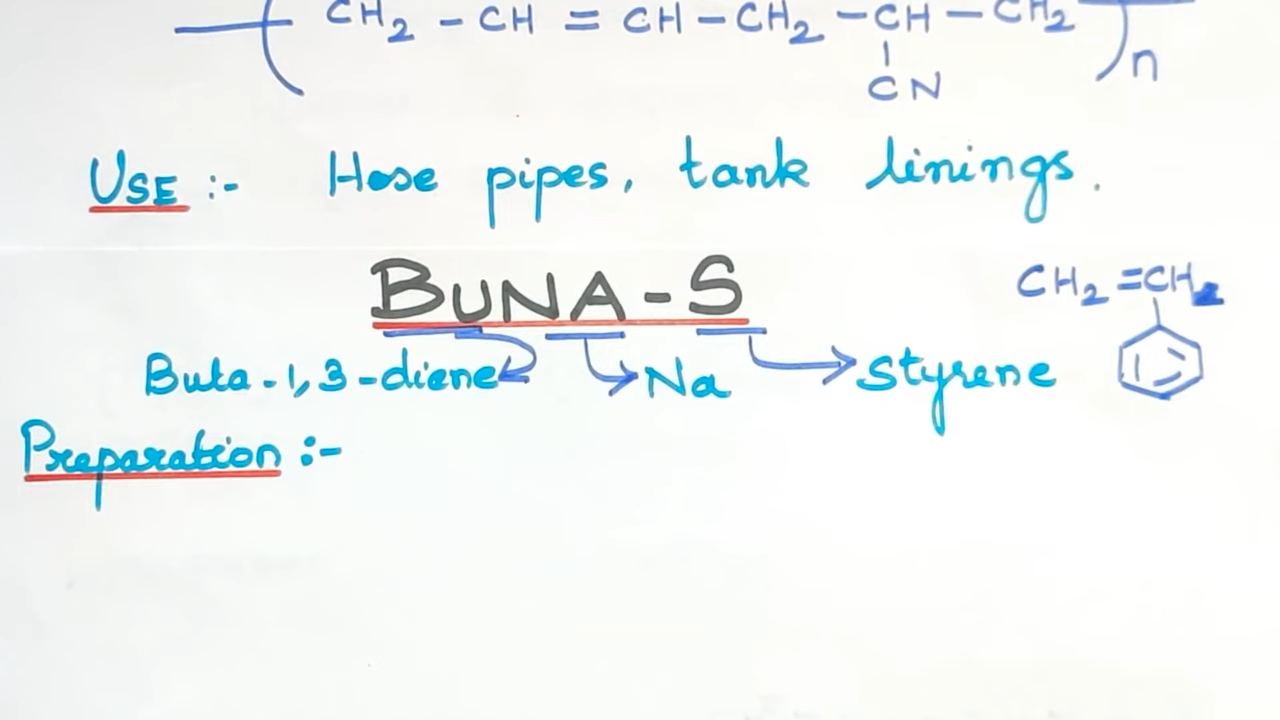 CH₂ - CH = CH - CH₂ - CH - CH₂
CN
n
USE :- Hose pipes, tank linings.
BUNA-S
CH₂ = CH₂
Buta-1,3-diene
Na
Styrene
Preparation :-